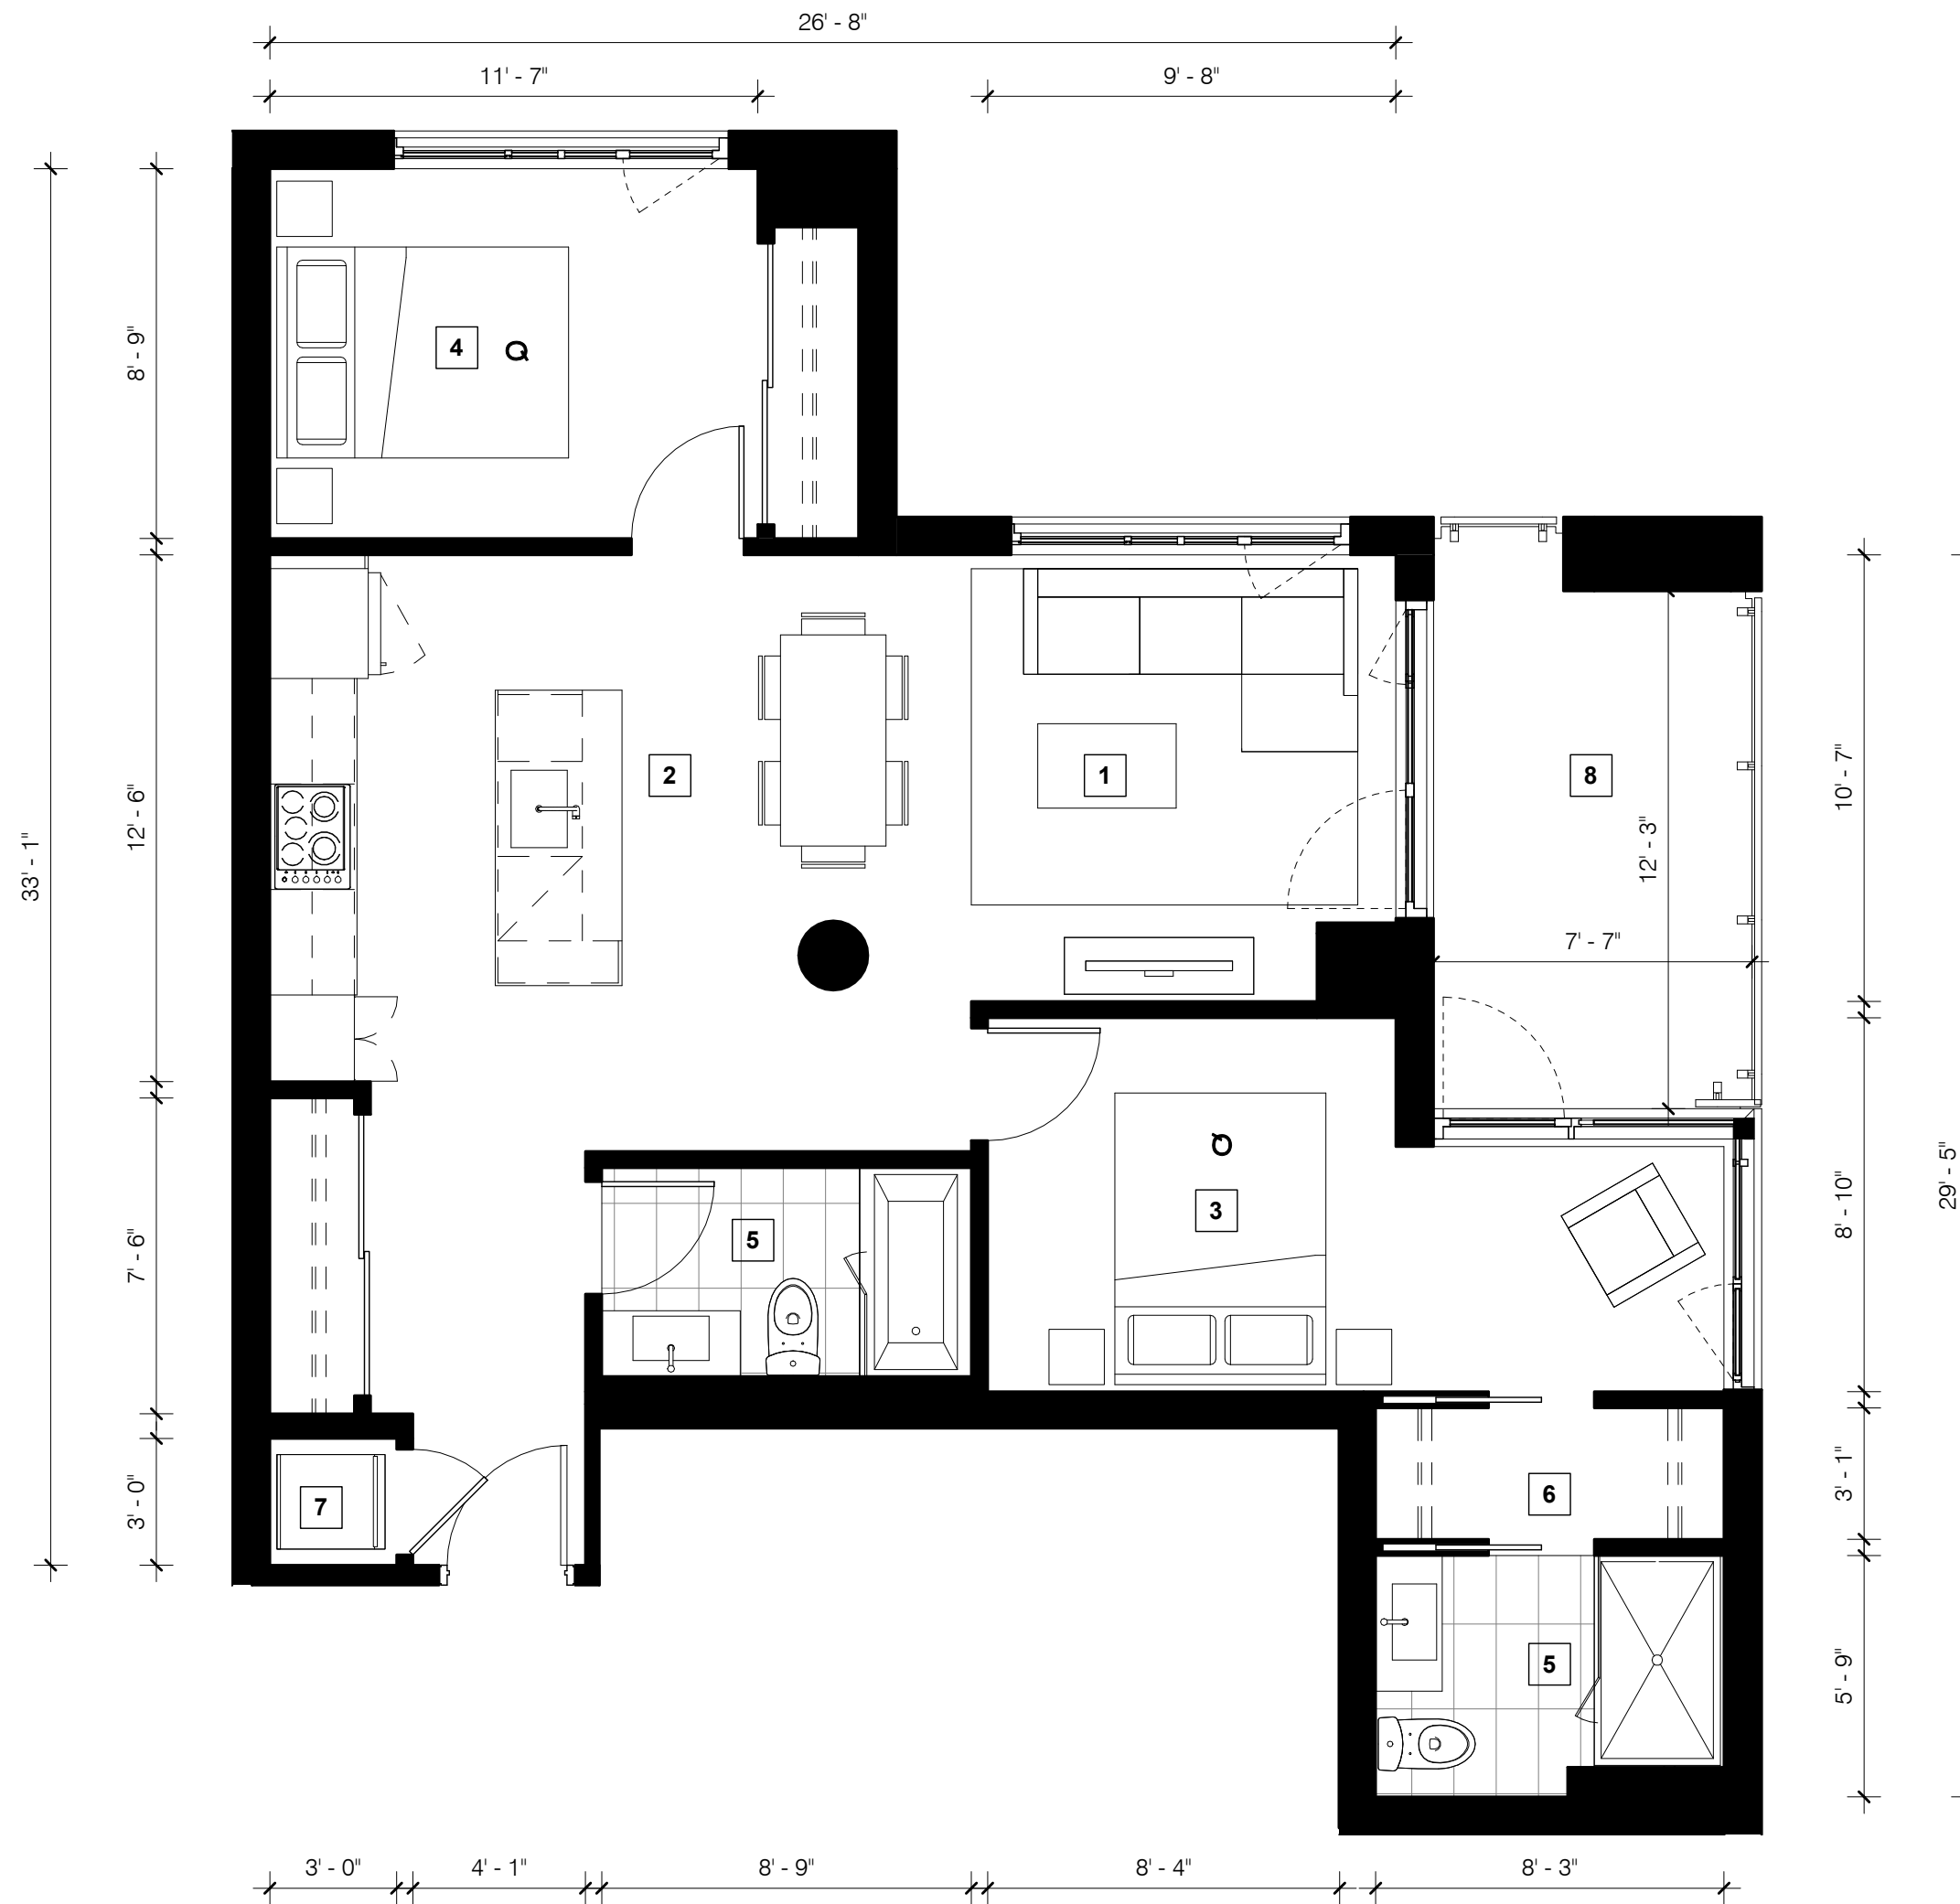 26' - 8"
11' - 7"
9' - 8"
8' - 9"
4
Q
12' - 6"
33' - 1"
2
1
8
10' - 7"
12' - 3"
7' - 7"
Q
3
5
7' - 6"
8' - 10"
29' - 5"
7
3' - 0"
6
3' - 1"
5
5' - 9"
3' - 0"
4' - 1"
8' - 9"
8' - 4"
8' - 3"